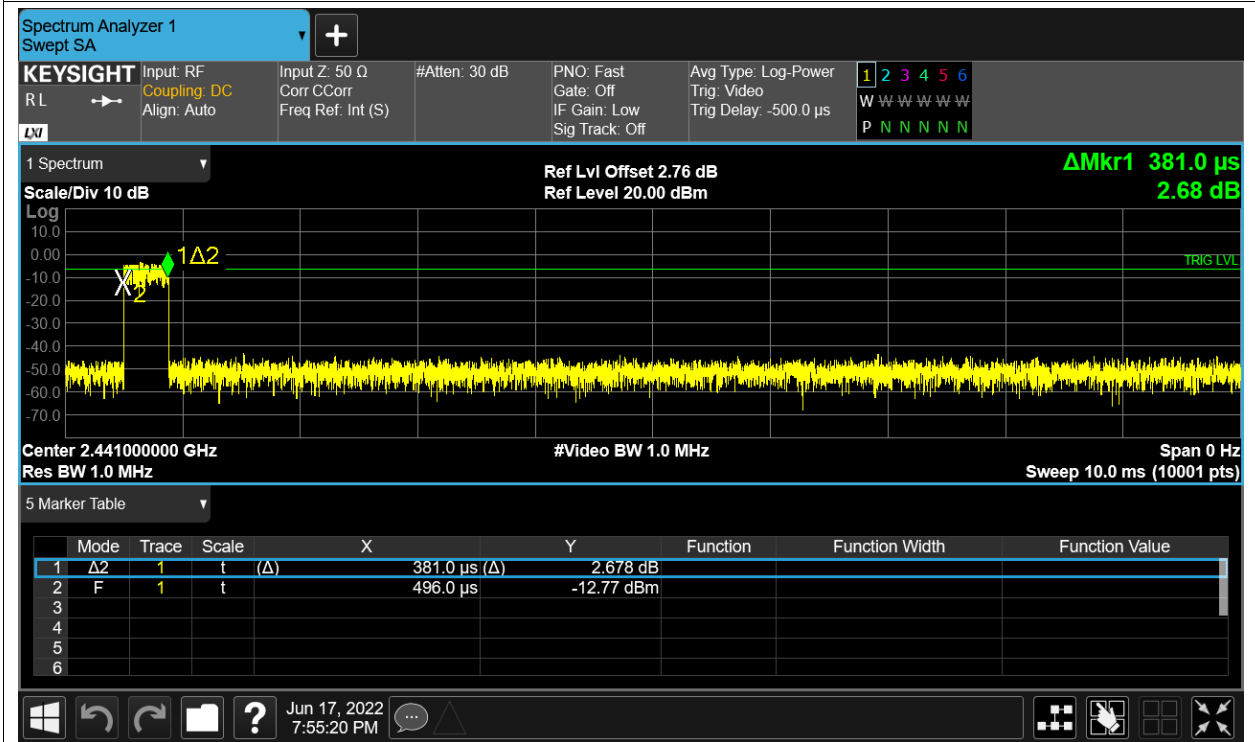 Spectrum Analyzer 1
Swept SA
KEYSIGHT
R L
LXI
Input: RF
Coupling: DC
Align: Auto
Input Z: 50 Ω
Corr CCorr
Freq Ref: Int (S)
#Atten: 30 dB
PNO: Fast
Gate: Off
IF Gain: Low
Sig Track: Off
Avg Type: Log-Power
Trig: Video
Trig Delay: -500.0 µs
1 2 3 4 5 6
W W W W W W
P N N N N N
1 Spectrum
Scale/Div 10 dB
Ref Lvl Offset 2.76 dB
Ref Level 20.00 dBm
ΔMkr1 381.0 µs
2.68 dB
Log
10.0
0.00
-10.0
-20.0
-30.0
-40.0
-50.0
-60.0
-70.0
1Δ2
X2
TRIG LVL
Center 2.441000000 GHz
Res BW 1.0 MHz
#Video BW 1.0 MHz
Span 0 Hz
Sweep 10.0 ms (10001 pts)
5 Marker Table
Mode Trace Scale X Y Function Function Width Function Value
1 Δ2 1 t (Δ) 381.0 µs (Δ) 2.678 dB
2 F 1 t 496.0 µs -12.77 dBm
3
4
5
6
?
Jun 17, 2022
7:55:20 PM